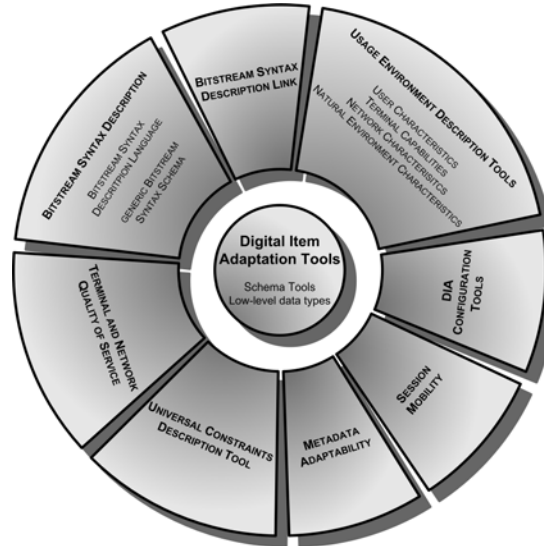 BITSTREAM SYNTAX
DESCRIPTION LINK
USAGE ENVIRONMENT DESCRIPTION TOOLS
USER CHARACTERISTICS
TERMINAL CAPABILITIES
NETWORK CHARACTERISITCS
NATURAL ENVIRONMENT CHARACTERISTICS
DIA
CONFIGURATION
TOOLS
SESSION
MOBILITY
METADATA
ADAPTABILITY
UNIVERSAL CONSTRAINTS
DESCRIPTION TOOL
TERMINAL AND NETWORK
QUALITY OF SERVICE
BITSTREAM SYNTAX DESCRIPTION
BITSTREAM SYNTAX
DESCRITPION LANGUAGE
GENERIC BITSTREAM
SYNTAX SCHEMA
Digital Item
Adaptation Tools
Schema Tools
Low-level data types